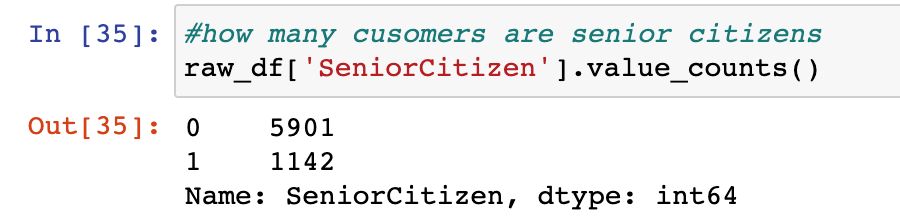 In [35]: #how many cusomers are senior citizens
raw_df['SeniorCitizen'].value_counts()
Out[35]: 0    5901
1    1142
Name: SeniorCitizen, dtype: int64